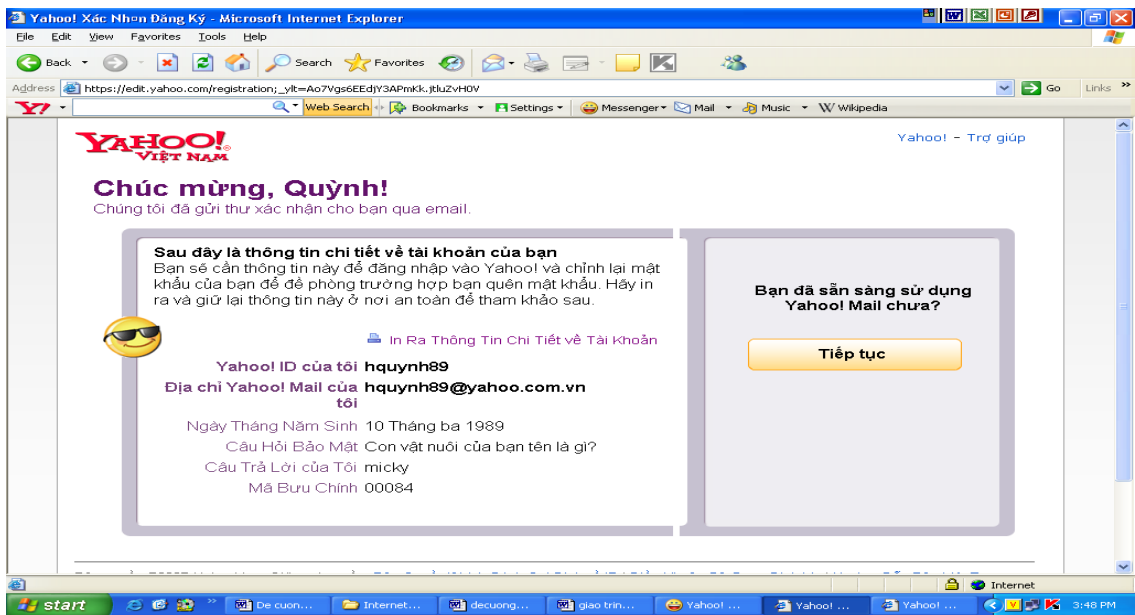 Yahoo! Xác Nh¤n Đăng Ký - Microsoft Internet Explorer
File Edit View Favorites Tools Help
Back Search Favorites
Address https://edit.yahoo.com/registration;_ylt=Ao7Vgs6EEdjY3APmKk.jtluZvH0V Go Links »
Y! Web Search Bookmarks Settings Messenger Mail Music W Wikipedia
YAHOO! Yahoo! - Trợ giúp
VIỆT NAM
Chúc mừng, Quỳnh!
Chúng tôi đã gửi thư xác nhận cho bạn qua email.
Sau đây là thông tin chi tiết về tài khoản của bạn
Bạn sẽ cần thông tin này để đăng nhập vào Yahoo! và chỉnh lại mật
khẩu của bạn để đề phòng trường hợp bạn quên mật khẩu. Hãy in
ra và giữ lại thông tin này ở nơi an toàn để tham khảo sau.
In Ra Thông Tin Chi Tiết về Tài Khoản
Yahoo! ID của tôi hquynh89
Địa chỉ Yahoo! Mail của hquynh89@yahoo.com.vn
tôi
Ngày Tháng Năm Sinh 10 Tháng ba 1989
Câu Hỏi Bảo Mật Con vật nuôi của bạn tên là gì?
Câu Trả Lời của Tôi micky
Mã Bưu Chính 00084
Bạn đã sẵn sàng sử dụng
Yahoo! Mail chưa?
Tiếp tục
Internet
start » De cuon... Internet... decuong... giao trin... Yahoo! ... Yahoo! ... Yahoo! ... 3:48 PM